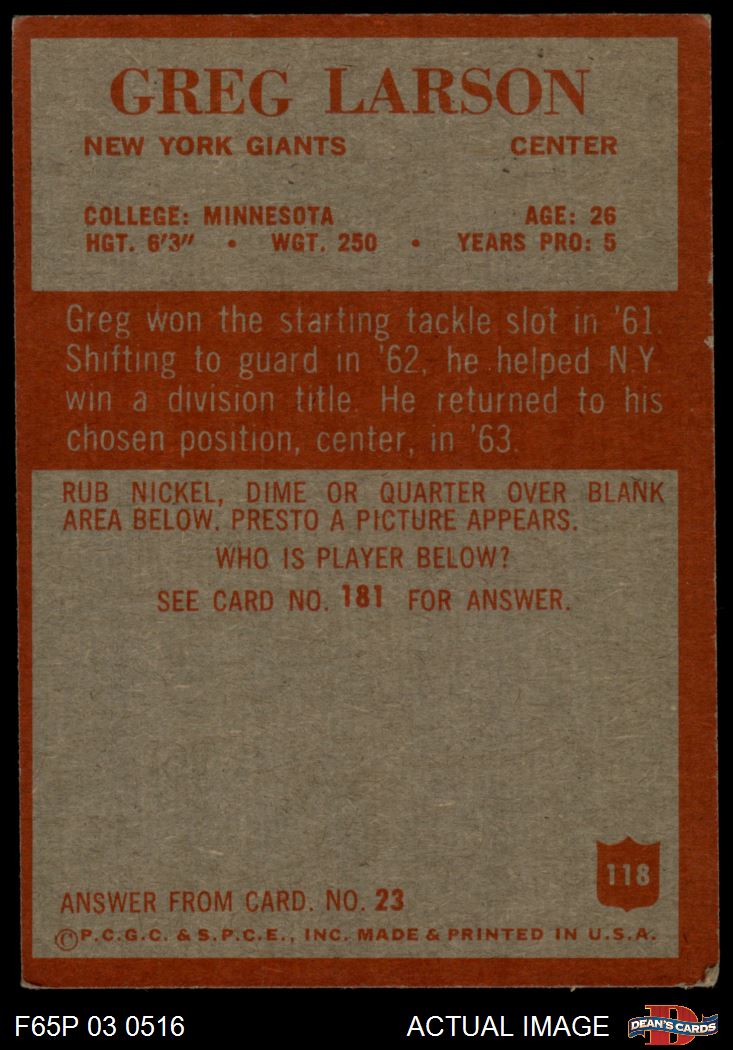 GREG LARSON
NEW YORK GIANTS CENTER
COLLEGE: MINNESOTA AGE: 26
HGT. 6'3" • WGT. 250 • YEARS PRO: 5
Greg won the starting tackle slot in '61.
Shifting to guard in '62, he helped N.Y.
win a division title. He returned to his
chosen position, center, in '63.
RUB NICKEL, DIME OR QUARTER OVER BLANK
AREA BELOW. PRESTO A PICTURE APPEARS.
WHO IS PLAYER BELOW?
SEE CARD NO. 181 FOR ANSWER.
118
ANSWER FROM CARD. NO. 23
©P.C.G.C. & S.P.C.E., INC. MADE & PRINTED IN U.S.A.
F65P 03 0516 ACTUAL IMAGE D DEAN'S CARDS